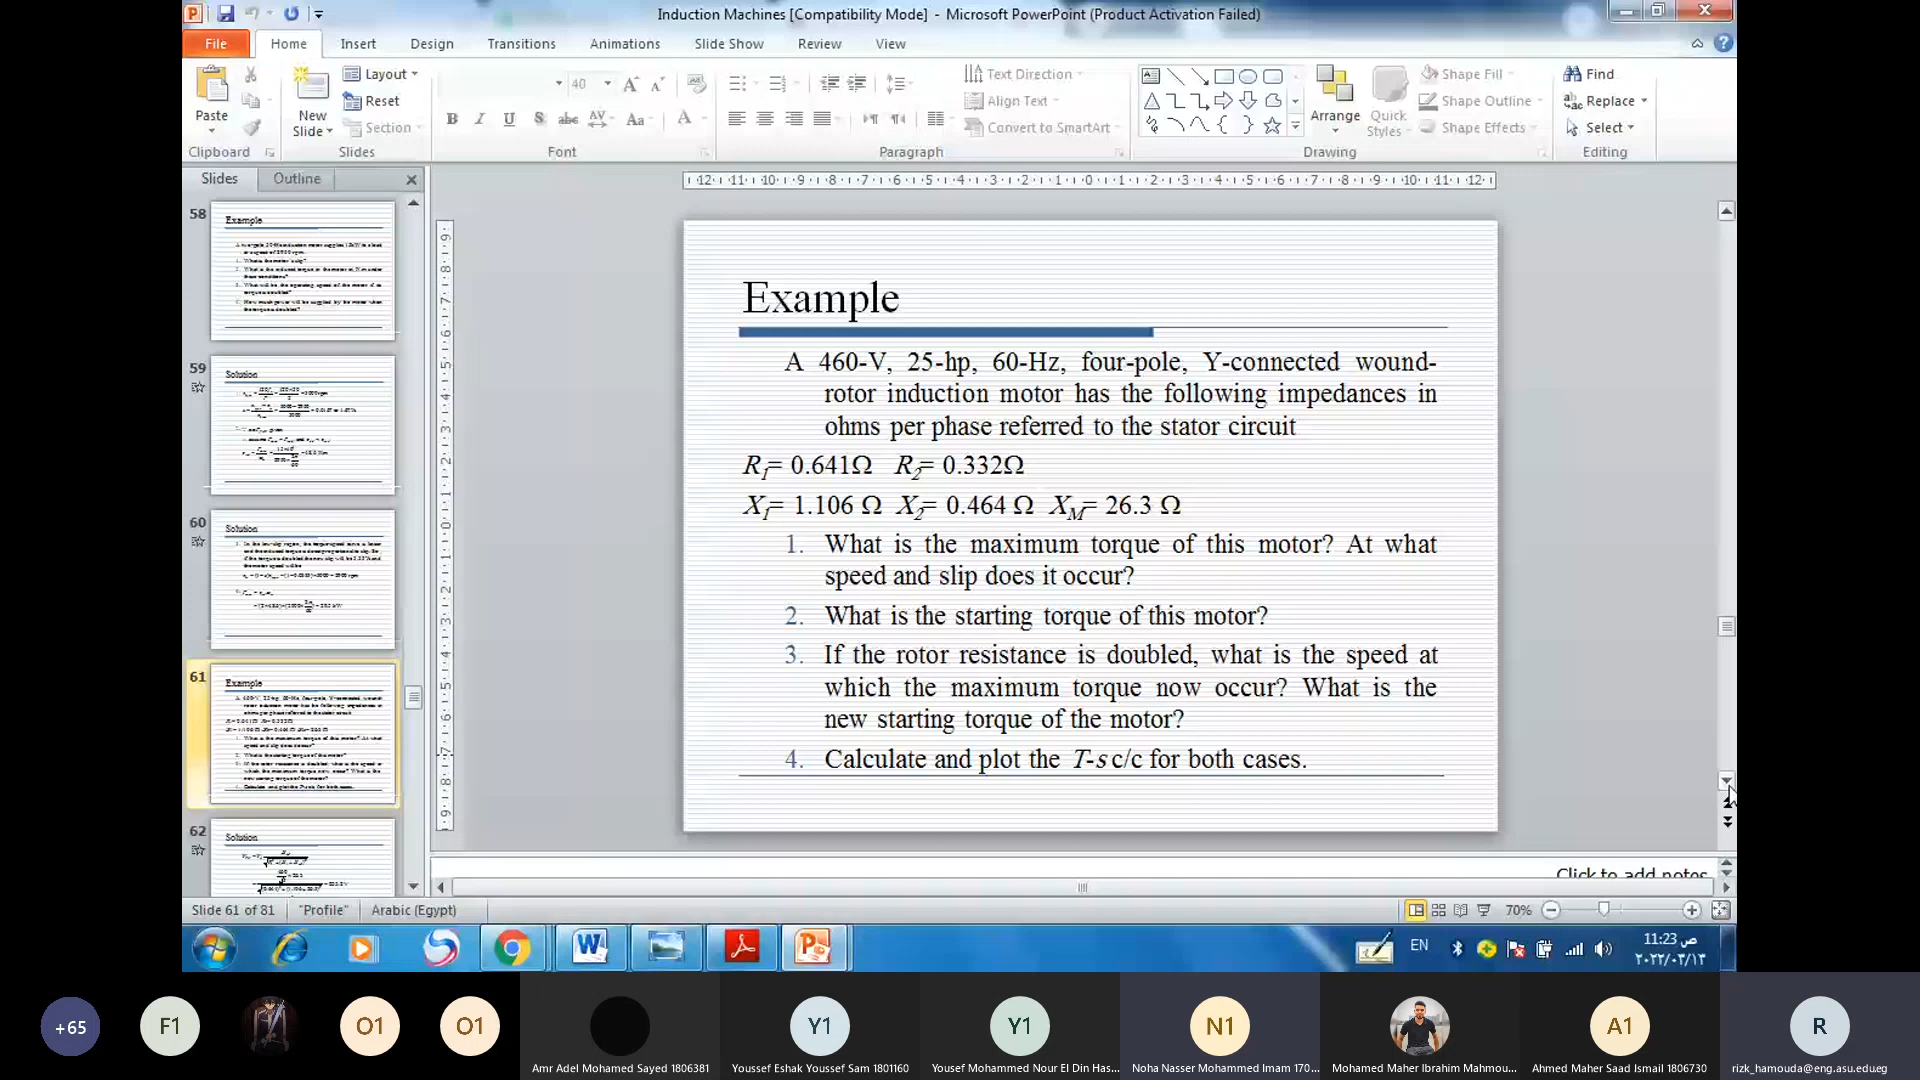 Induction Machines [Compatibility Mode] - Microsoft PowerPoint (Product Activation Failed)
File Home Insert Design Transitions Animations Slide Show Review View
Paste
New Slide
Layout
Reset
Section
40
Text Direction
Align Text
Convert to SmartArt
Arrange
Quick Styles
Shape Fill
Shape Outline
Shape Effects
Find
Replace
Select
Clipboard Slides Font Paragraph Drawing Editing
Slides Outline
58
Example
59
Solution
60
Solution
61
Example
62
Solution
Example
A 460-V, 25-hp, 60-Hz, four-pole, Y-connected wound-
rotor induction motor has the following impedances in
ohms per phase referred to the stator circuit
R1= 0.641Ω R2= 0.332Ω
X1= 1.106 Ω X2= 0.464 Ω XM= 26.3 Ω
1. What is the maximum torque of this motor? At what
speed and slip does it occur?
2. What is the starting torque of this motor?
3. If the rotor resistance is doubled, what is the speed at
which the maximum torque now occur? What is the
new starting torque of the motor?
4. Calculate and plot the T-s c/c for both cases.
Click to add notes
Slide 61 of 81 "Profile" Arabic (Egypt) 70%
EN
11:23 ص
٢٠٢٢/٠٣/١٣
+65 F1 O1 O1 Y1 Y1 N1 A1 R
Amr Adel Mohamed Sayed 1806381
Youssef Eshak Youssef Sam 1801160
Yousef Mohammed Nour El Din Has...
Noha Nasser Mohammed Imam 170...
Mohamed Maher Ibrahim Mahmou...
Ahmed Maher Saad Ismail 1806730
rizk_hamouda@eng.asu.edu.eg